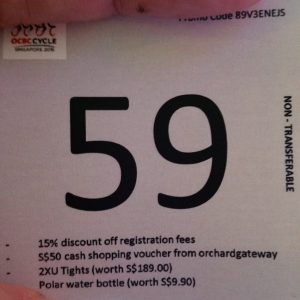 Promo Code 89V3ENEJS
OCBC CYCLE
SINGAPORE 2016
59
NON - TRANSFERABLE
- 15% discount off registration fees
- S$50 cash shopping voucher from orchardgateway
- 2XU Tights (worth S$189.00)
- Polar water bottle (worth S$9.90)